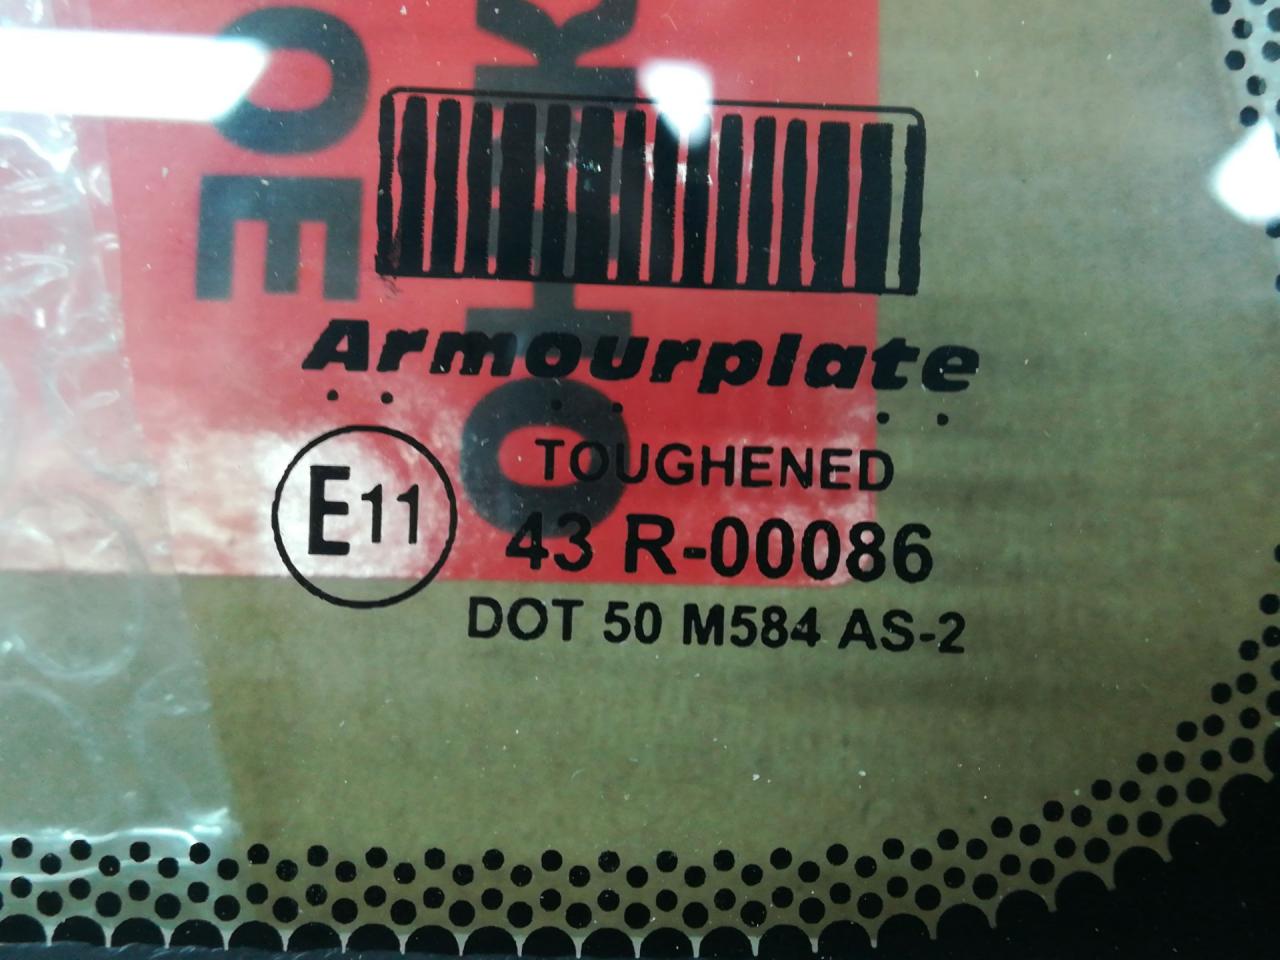 Armourplate
E11
TOUGHENED
43 R-00086
DOT 50 M584 AS-2